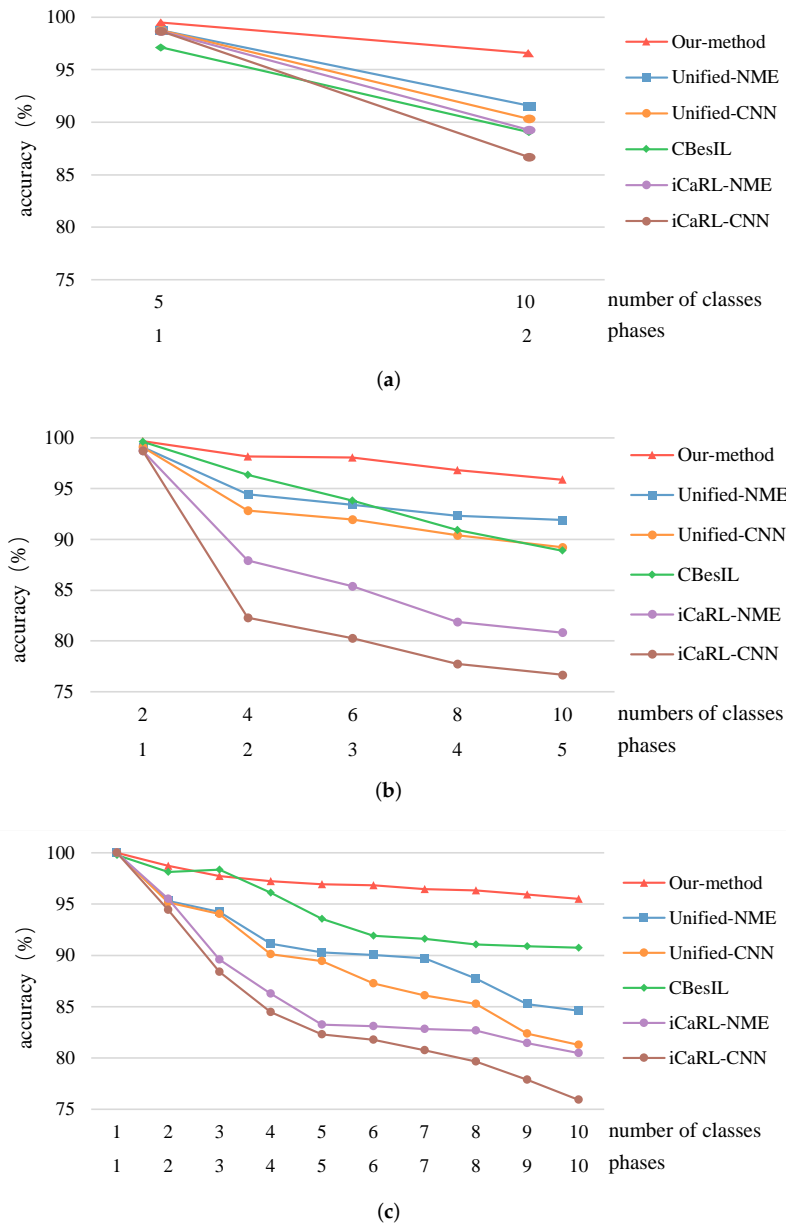 100
95
90
85
80
75
accuracy (%)
Our-method
Unified-NME
Unified-CNN
CBesIL
iCaRL-NME
iCaRL-CNN
5 10 number of classes
1 2 phases
(a)
100
95
90
85
80
75
accuracy (%)
Our-method
Unified-NME
Unified-CNN
CBesIL
iCaRL-NME
iCaRL-CNN
2 4 6 8 10 numbers of classes
1 2 3 4 5 phases
(b)
100
95
90
85
80
75
accuracy (%)
Our-method
Unified-NME
Unified-CNN
CBesIL
iCaRL-NME
iCaRL-CNN
1 2 3 4 5 6 7 8 9 10 number of classes
1 2 3 4 5 6 7 8 9 10 phases
(c)